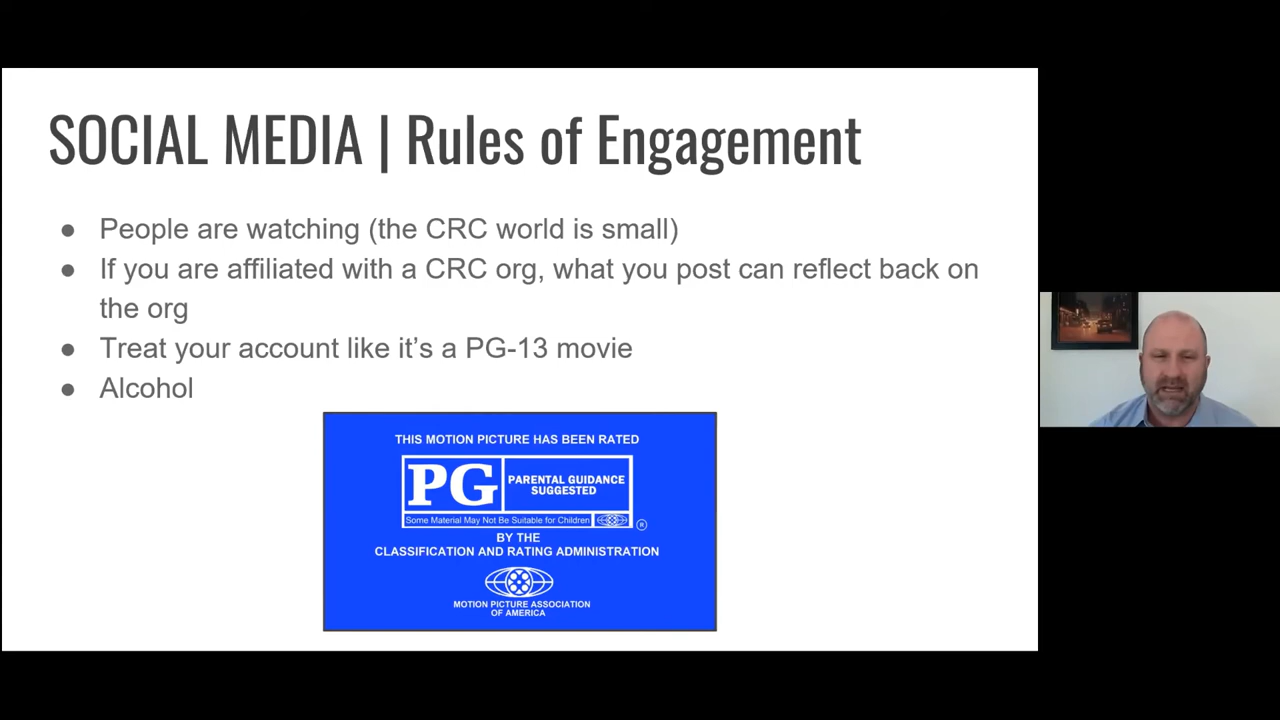 SOCIAL MEDIA | Rules of Engagement
● People are watching (the CRC world is small)
● If you are affiliated with a CRC org, what you post can reflect back on
the org
● Treat your account like it's a PG-13 movie
● Alcohol
THIS MOTION PICTURE HAS BEEN RATED
PG
PARENTAL GUIDANCE
SUGGESTED
Some Material May Not Be Suitable for Children
®
BY THE
CLASSIFICATION AND RATING ADMINISTRATION
MOTION PICTURE ASSOCIATION
OF AMERICA